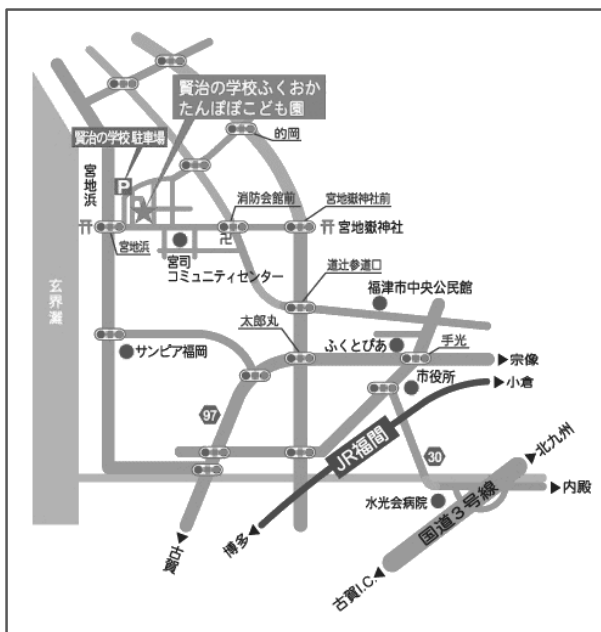 賢治の学校ふくおか
たんぽぽこども園
的岡
賢治の学校 駐車場
P
宮地浜
消防会館前
宮地嶽神社前
宮地嶽神社
宮地浜
宮司
コミュニティセンター
道辻参道口
福津市中央公民館
玄界灘
太郎丸
ふくとぴあ
手光
サンピア福岡
宗像
市役所
小倉
97
JR福間
30
北九州
内殿
水光会病院
国道3号線
古賀
博多
古賀I.C.